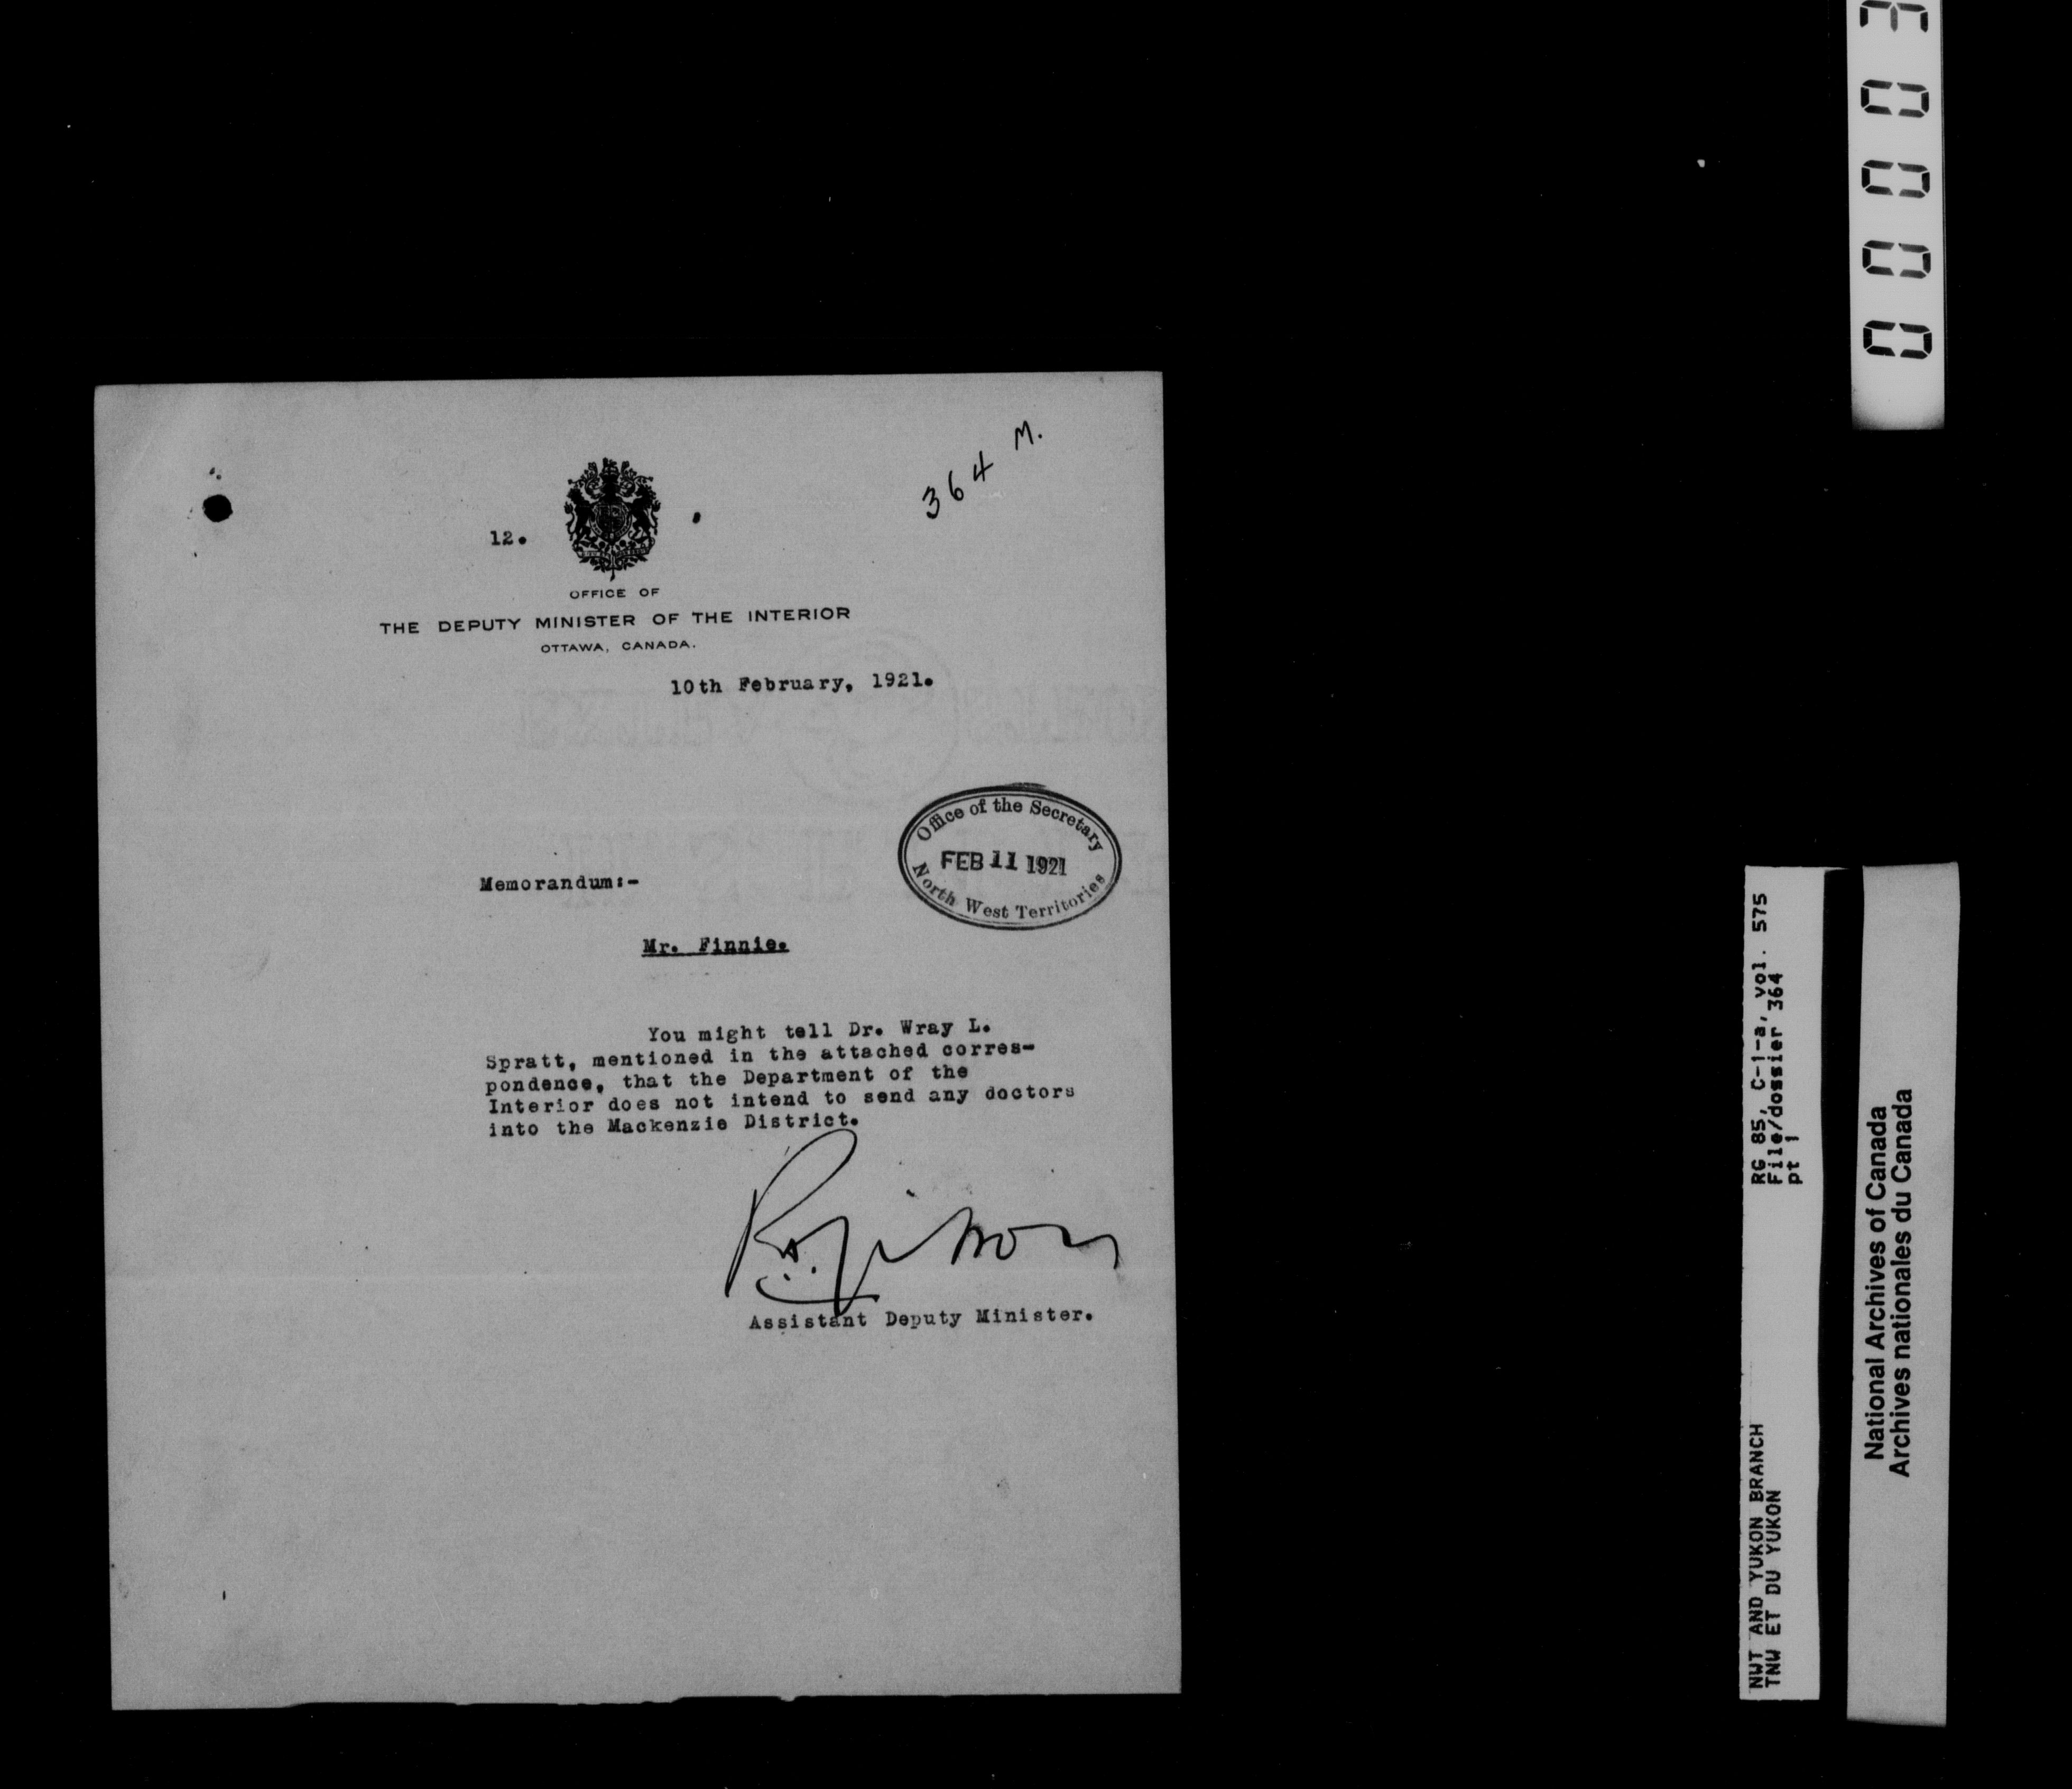 364 M.
12.
OFFICE OF
THE DEPUTY MINISTER OF THE INTERIOR
OTTAWA, CANADA.
10th February, 1921.
Office of the Secretary
FEB 11 1921
North West Territories
Memorandum:-
Mr. Finnie.
You might tell Dr. Wray L.
Spratt, mentioned in the attached corres-
pondence, that the Department of the
Interior does not intend to send any doctors
into the Mackenzie District.
Assistant Deputy Minister.
NWT AND YUKON BRANCH
TNW ET DU YUKON
RG 85, C-1-a, vol. 575
File/dossier 364
pt 1
National Archives of Canada
Archives nationales du Canada